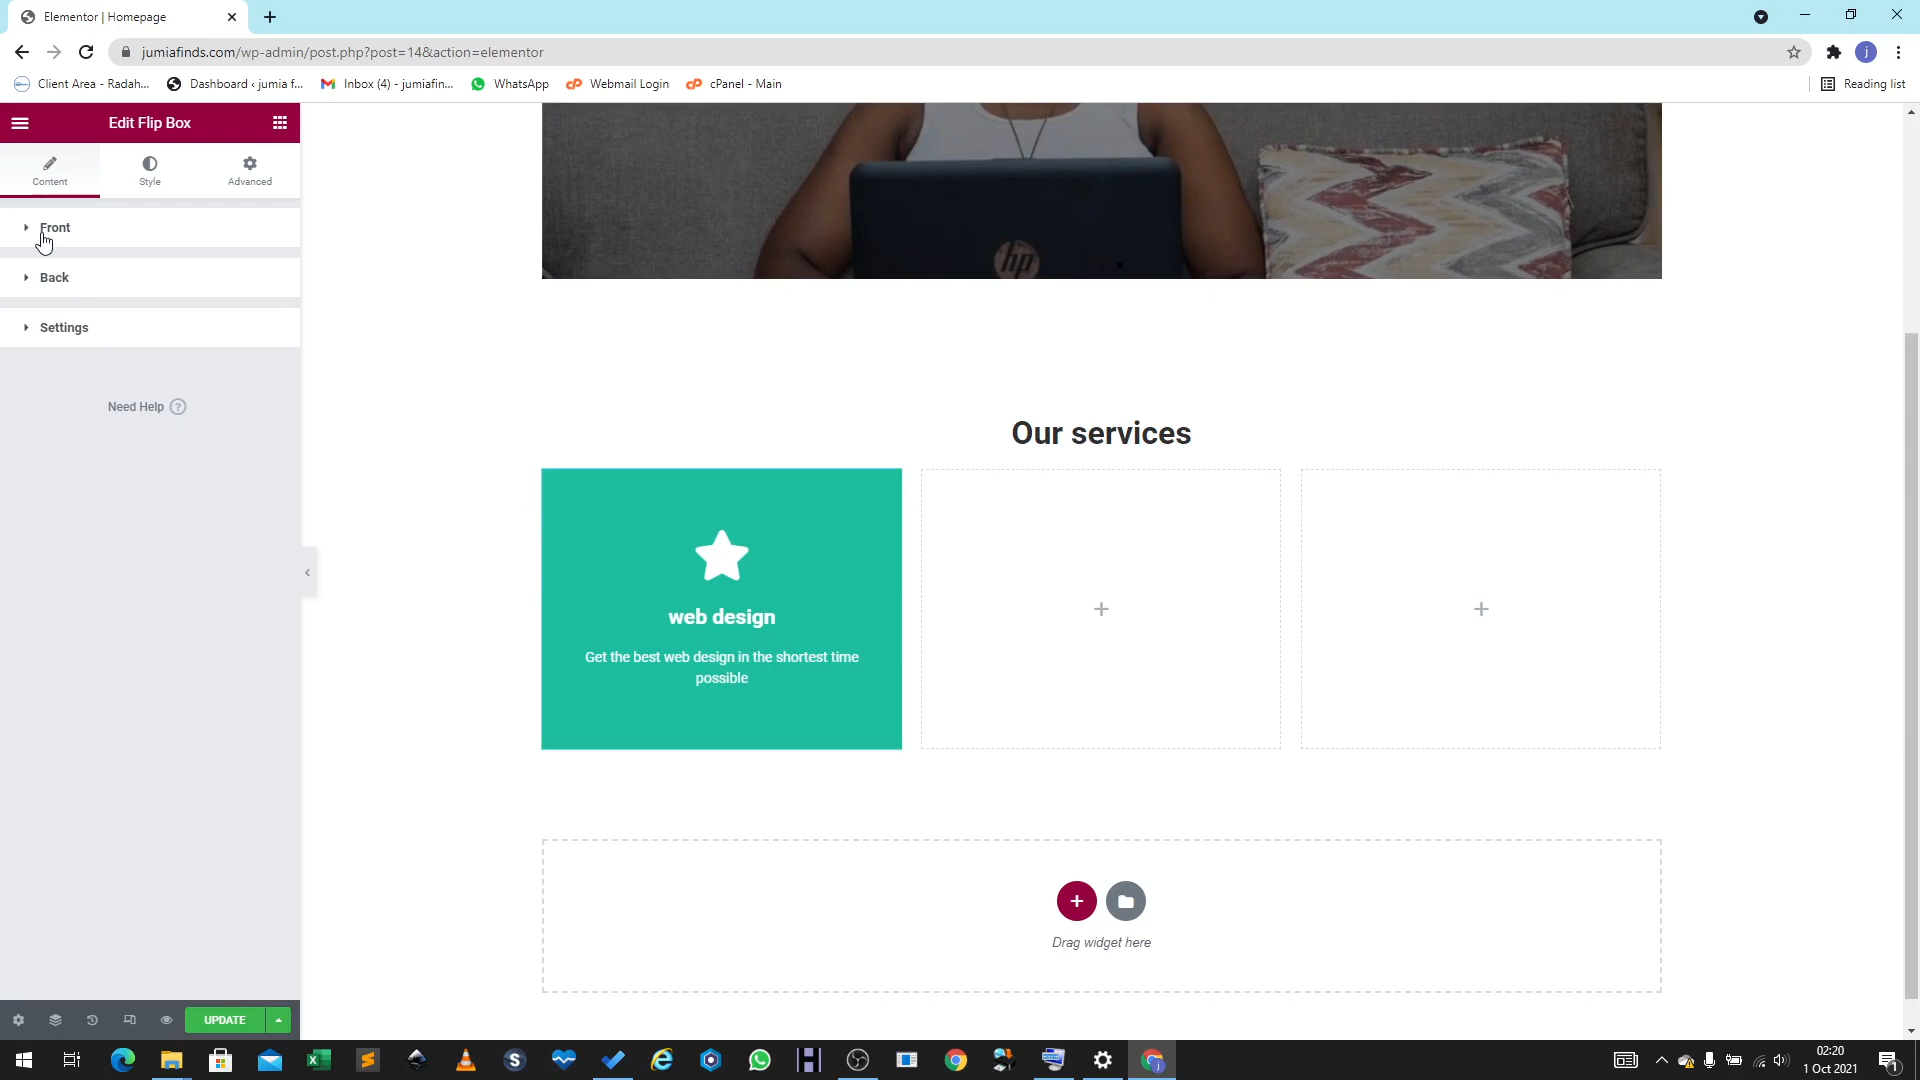 Elementor | Homepage
jumiafinds.com/wp-admin/post.php?post=14&action=elementor
Client Area - Radah... Dashboard ‹ jumia f... Inbox (4) - jumiafin... WhatsApp Webmail Login cPanel - Main Reading list
Edit Flip Box
Content Style Advanced
Front
Back
Settings
Need Help ?
hp
Our services
web design
Get the best web design in the shortest time
possible
Drag widget here
UPDATE
02:20
1 Oct 2021